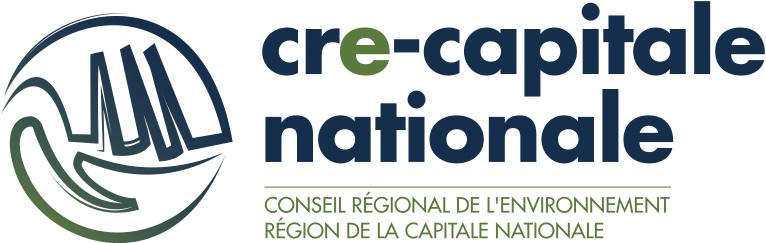 cre-capitale
nationale
CONSEIL RÉGIONAL DE L'ENVIRONNEMENT
RÉGION DE LA CAPITALE NATIONALE